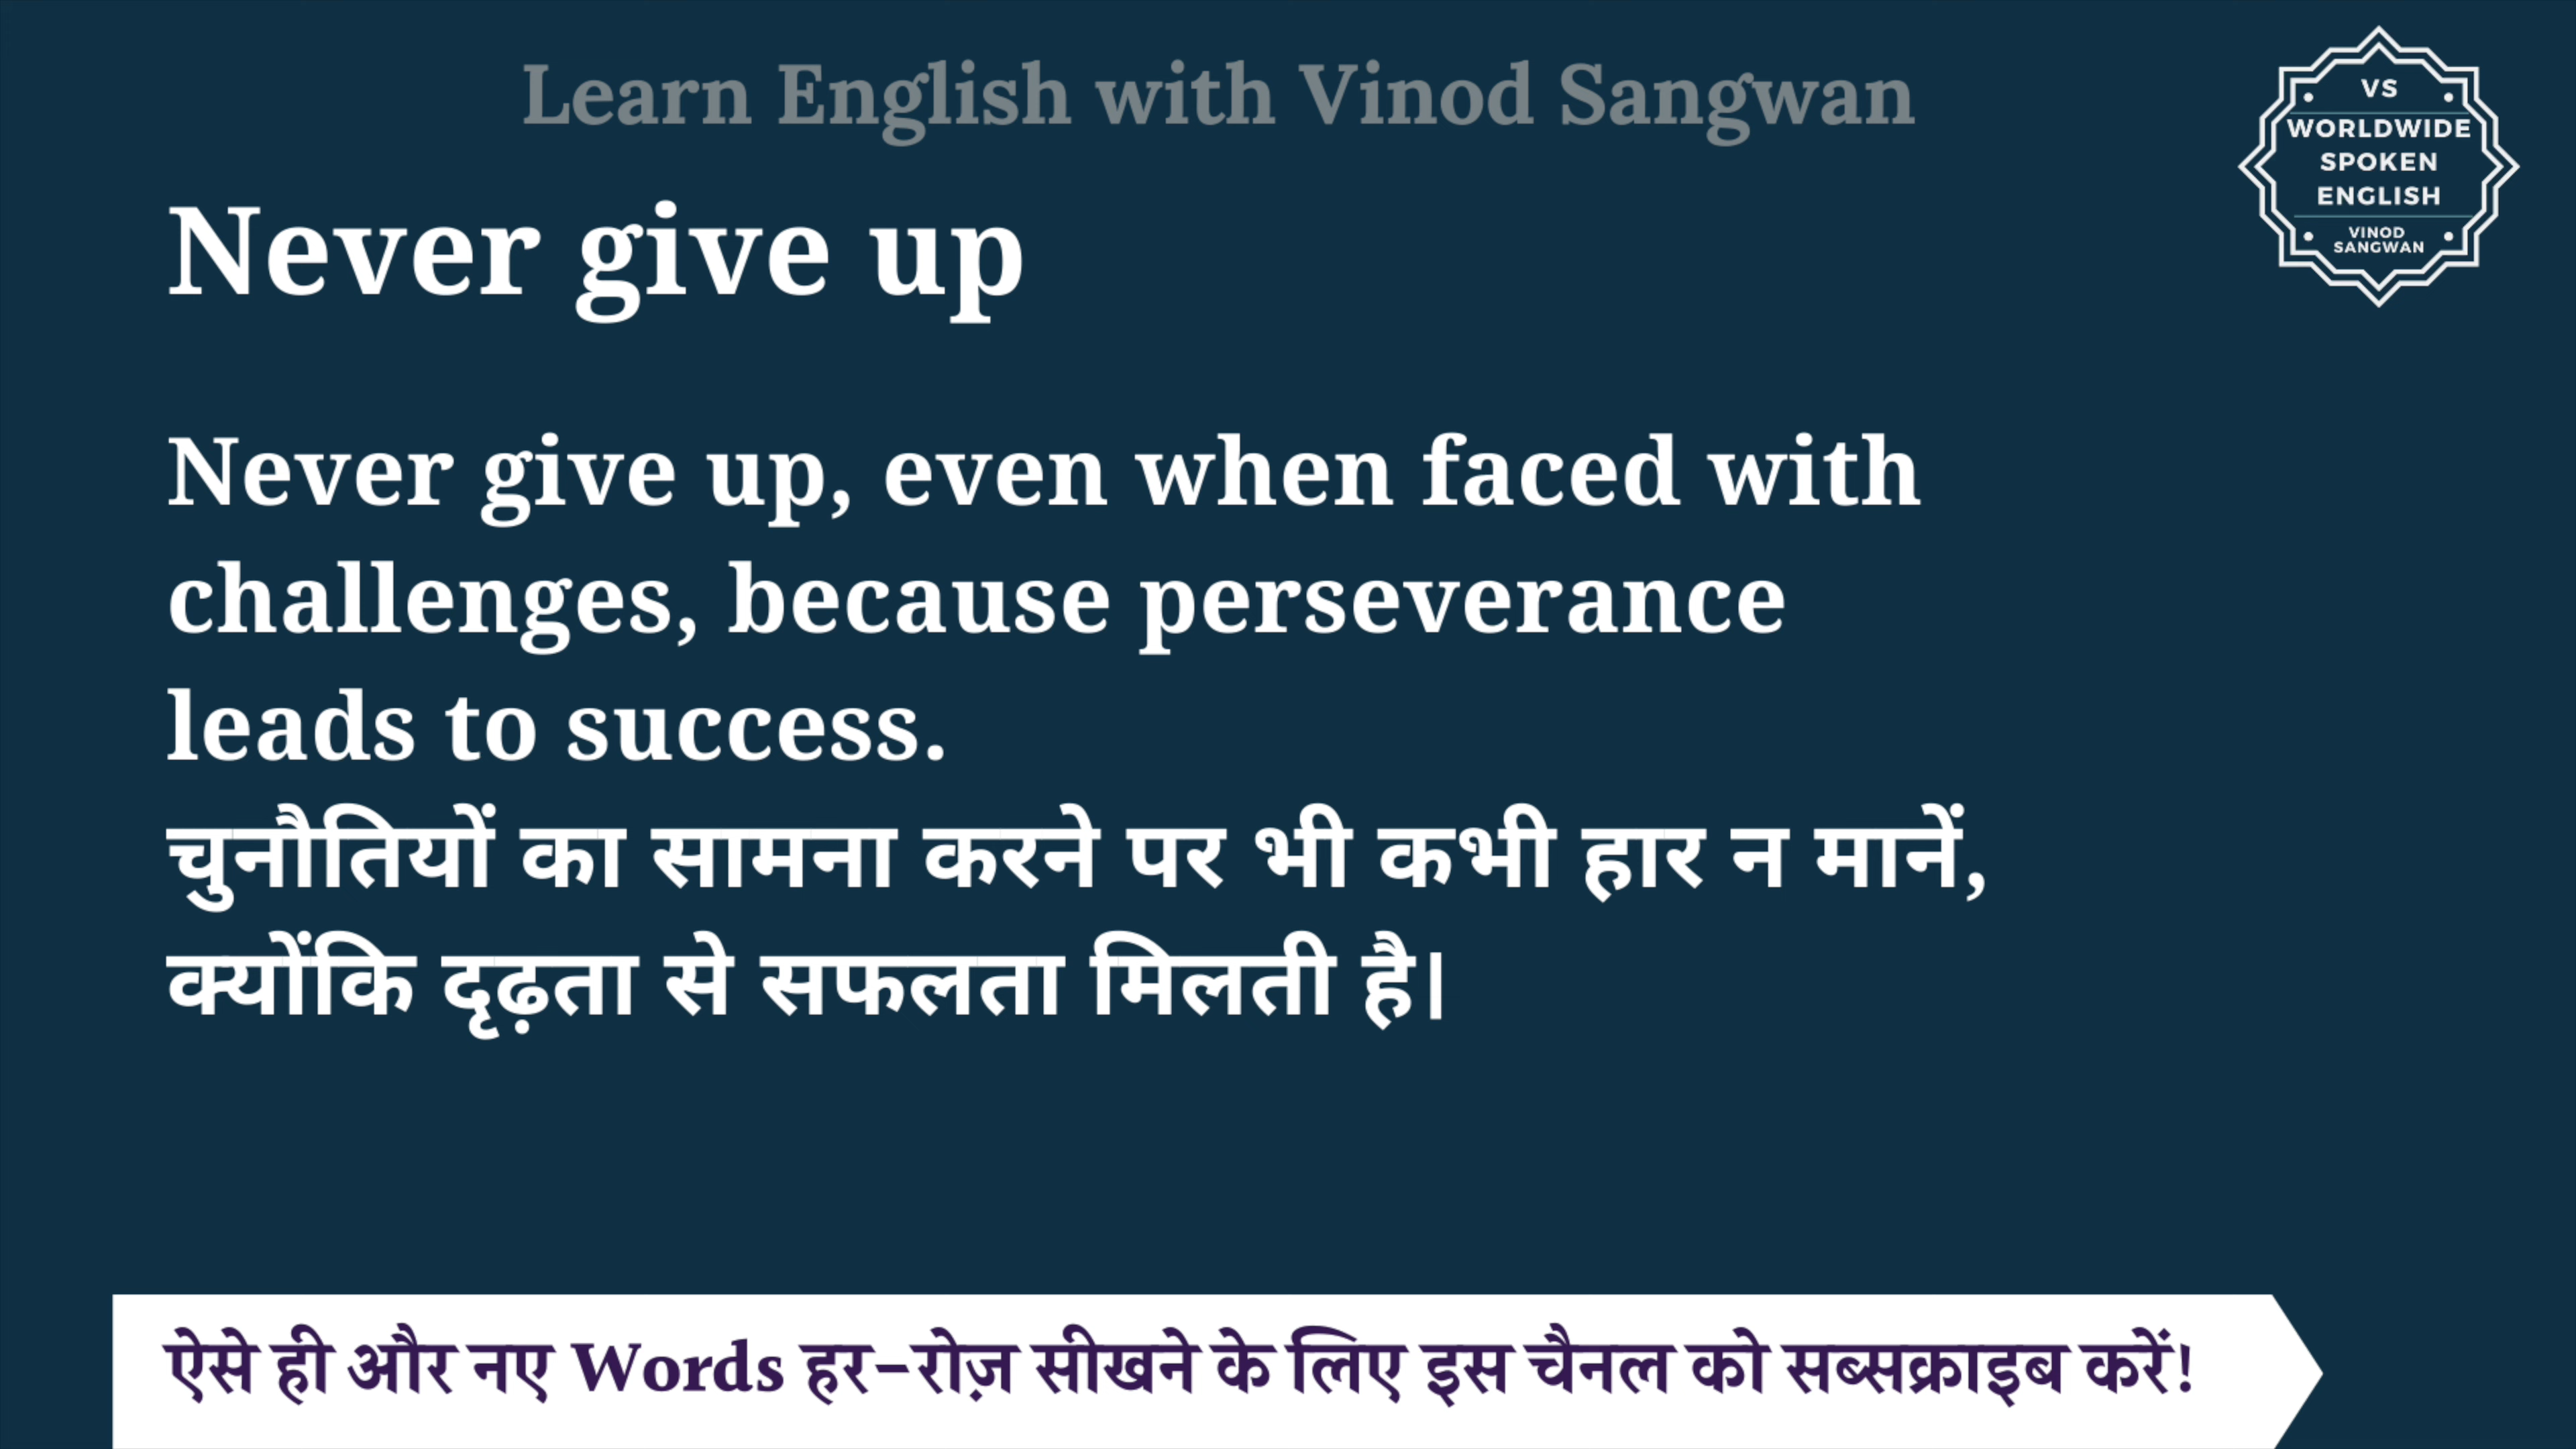 Learn English with Vinod Sangwan
VS
WORLDWIDE
SPOKEN
ENGLISH
VINOD
SANGWAN
Never give up
Never give up, even when faced with
challenges, because perseverance
leads to success.
चुनौतियों का सामना करने पर भी कभी हार न मानें,
क्योंकि दृढ़ता से सफलता मिलती है।
ऐसे ही और नए Words हर-रोज़ सीखने के लिए इस चैनल को सब्सक्राइब करें!